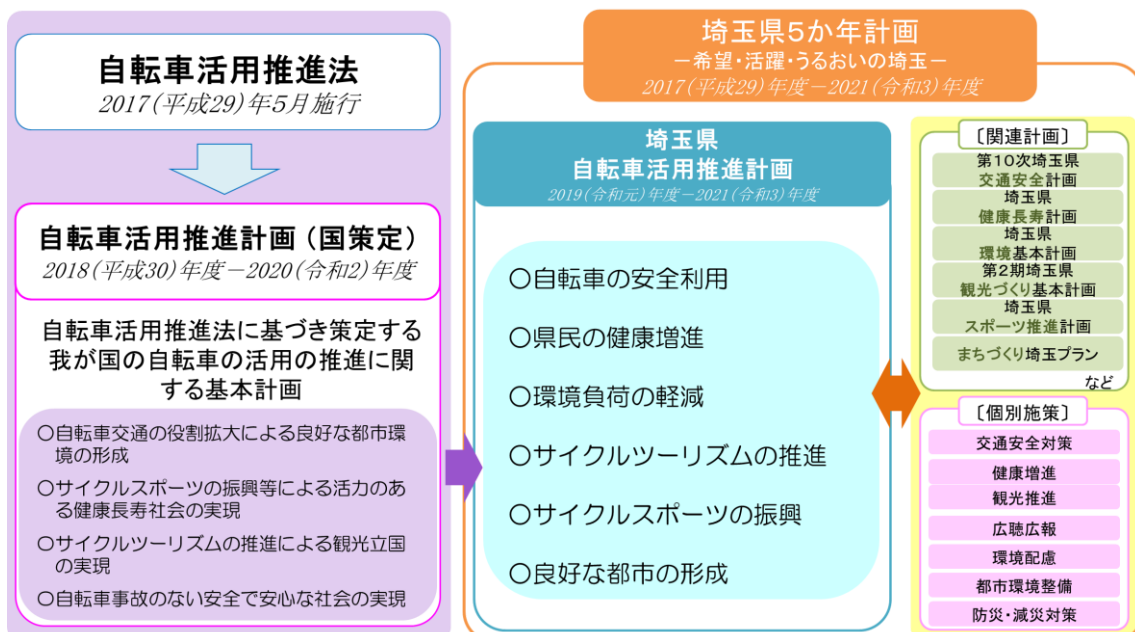 自転車活用推進法
2017(平成29)年5月施行
自転車活用推進計画(国策定)
2018(平成30)年度－2020(令和2)年度
自転車活用推進法に基づき策定する
我が国の自転車の活用の推進に関
する基本計画
○自転車交通の役割拡大による良好な都市環
境の形成
○サイクルスポーツの振興等による活力のあ
る健康長寿社会の実現
○サイクルツーリズムの推進による観光立国
の実現
○自転車事故のない安全で安心な社会の実現
埼玉県5か年計画
－希望・活躍・うるおいの埼玉－
2017(平成29)年度－2021(令和3)年度
埼玉県
自転車活用推進計画
2019(令和元)年度－2021(令和3)年度
○自転車の安全利用
○県民の健康増進
○環境負荷の軽減
○サイクルツーリズムの推進
○サイクルスポーツの振興
○良好な都市の形成
〔関連計画〕
第10次埼玉県
交通安全計画
埼玉県
健康長寿計画
埼玉県
環境基本計画
第2期埼玉県
観光づくり基本計画
埼玉県
スポーツ推進計画
まちづくり埼玉プラン
など
〔個別施策〕
交通安全対策
健康増進
観光推進
広聴広報
環境配慮
都市環境整備
防災・減災対策